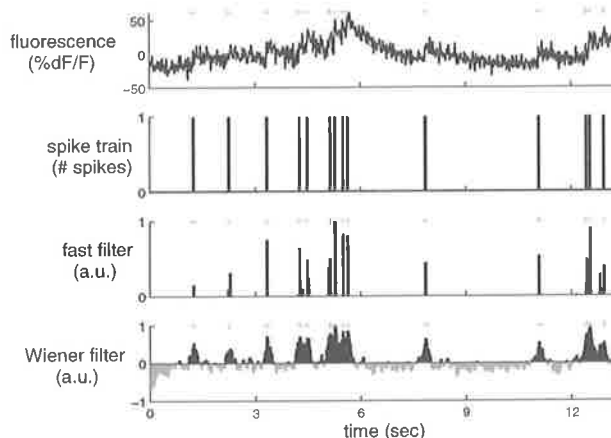 50
fluorescence
0
(%dF/F)
−50
1
spike train
(# spikes)
0
1
fast filter
(a.u.)
0
1
Wiener filter
0
(a.u.)
−1
0 3 6 9 12
time (sec)